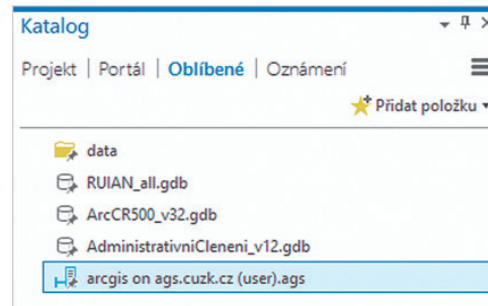 Katalog
Projekt | Portál | Oblíbené | Oznámení
Přidat položku
data
RUIAN_all.gdb
ArcCR500_v32.gdb
AdministrativniCleneni_v12.gdb
arcgis on ags.cuzk.cz (user).ags